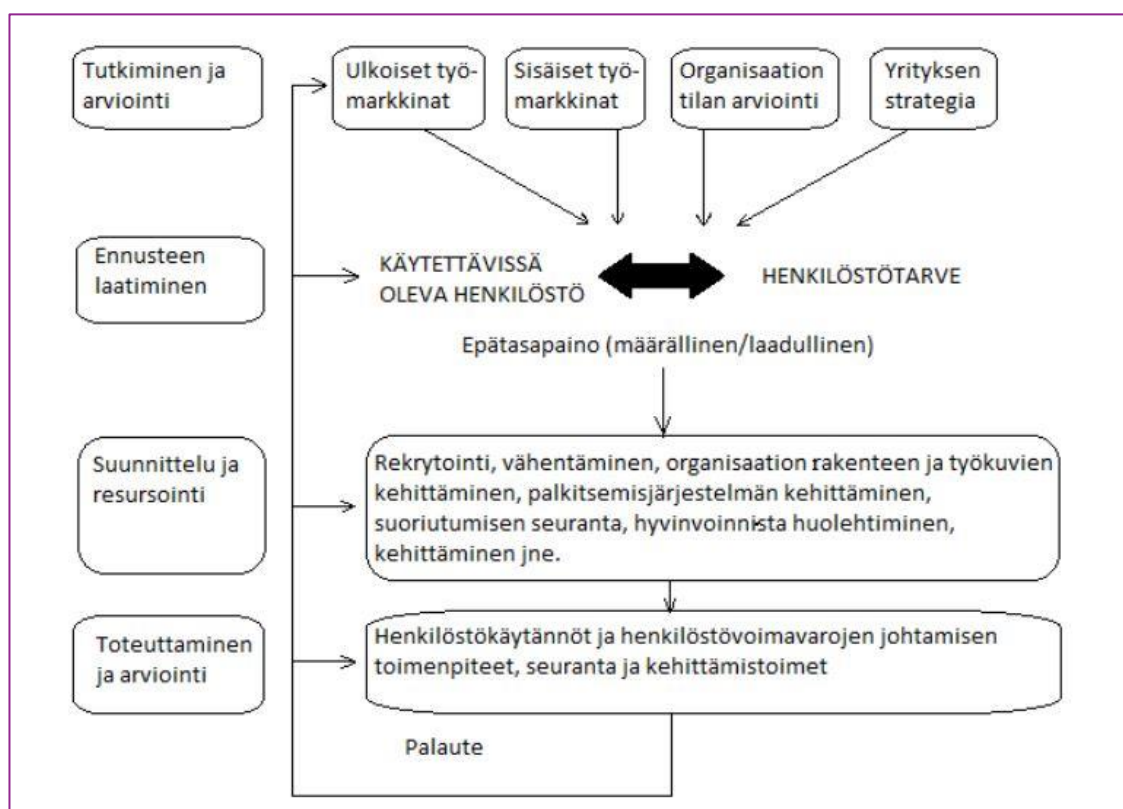 Tutkiminen ja
arviointi
Ulkoiset työ-
markkinat
Sisäiset työ-
markkinat
Organisaation
tilan arviointi
Yrityksen
strategia
Ennusteen
laatiminen
KÄYTETTÄVISSÄ
OLEVA HENKILÖSTÖ
HENKILÖSTÖTARVE
Epätasapaino (määrällinen/laadullinen)
Suunnittelu ja
resursointi
Rekrytointi, vähentäminen, organisaation rakenteen ja työkuvien
kehittäminen, palkitsemisjärjestelmän kehittäminen,
suoriutumisen seuranta, hyvinvoinnista huolehtiminen,
kehittäminen jne.
Toteuttaminen
ja arviointi
Henkilöstökäytännöt ja henkilöstövoimavarojen johtamisen
toimenpiteet, seuranta ja kehittämistoimet
Palaute